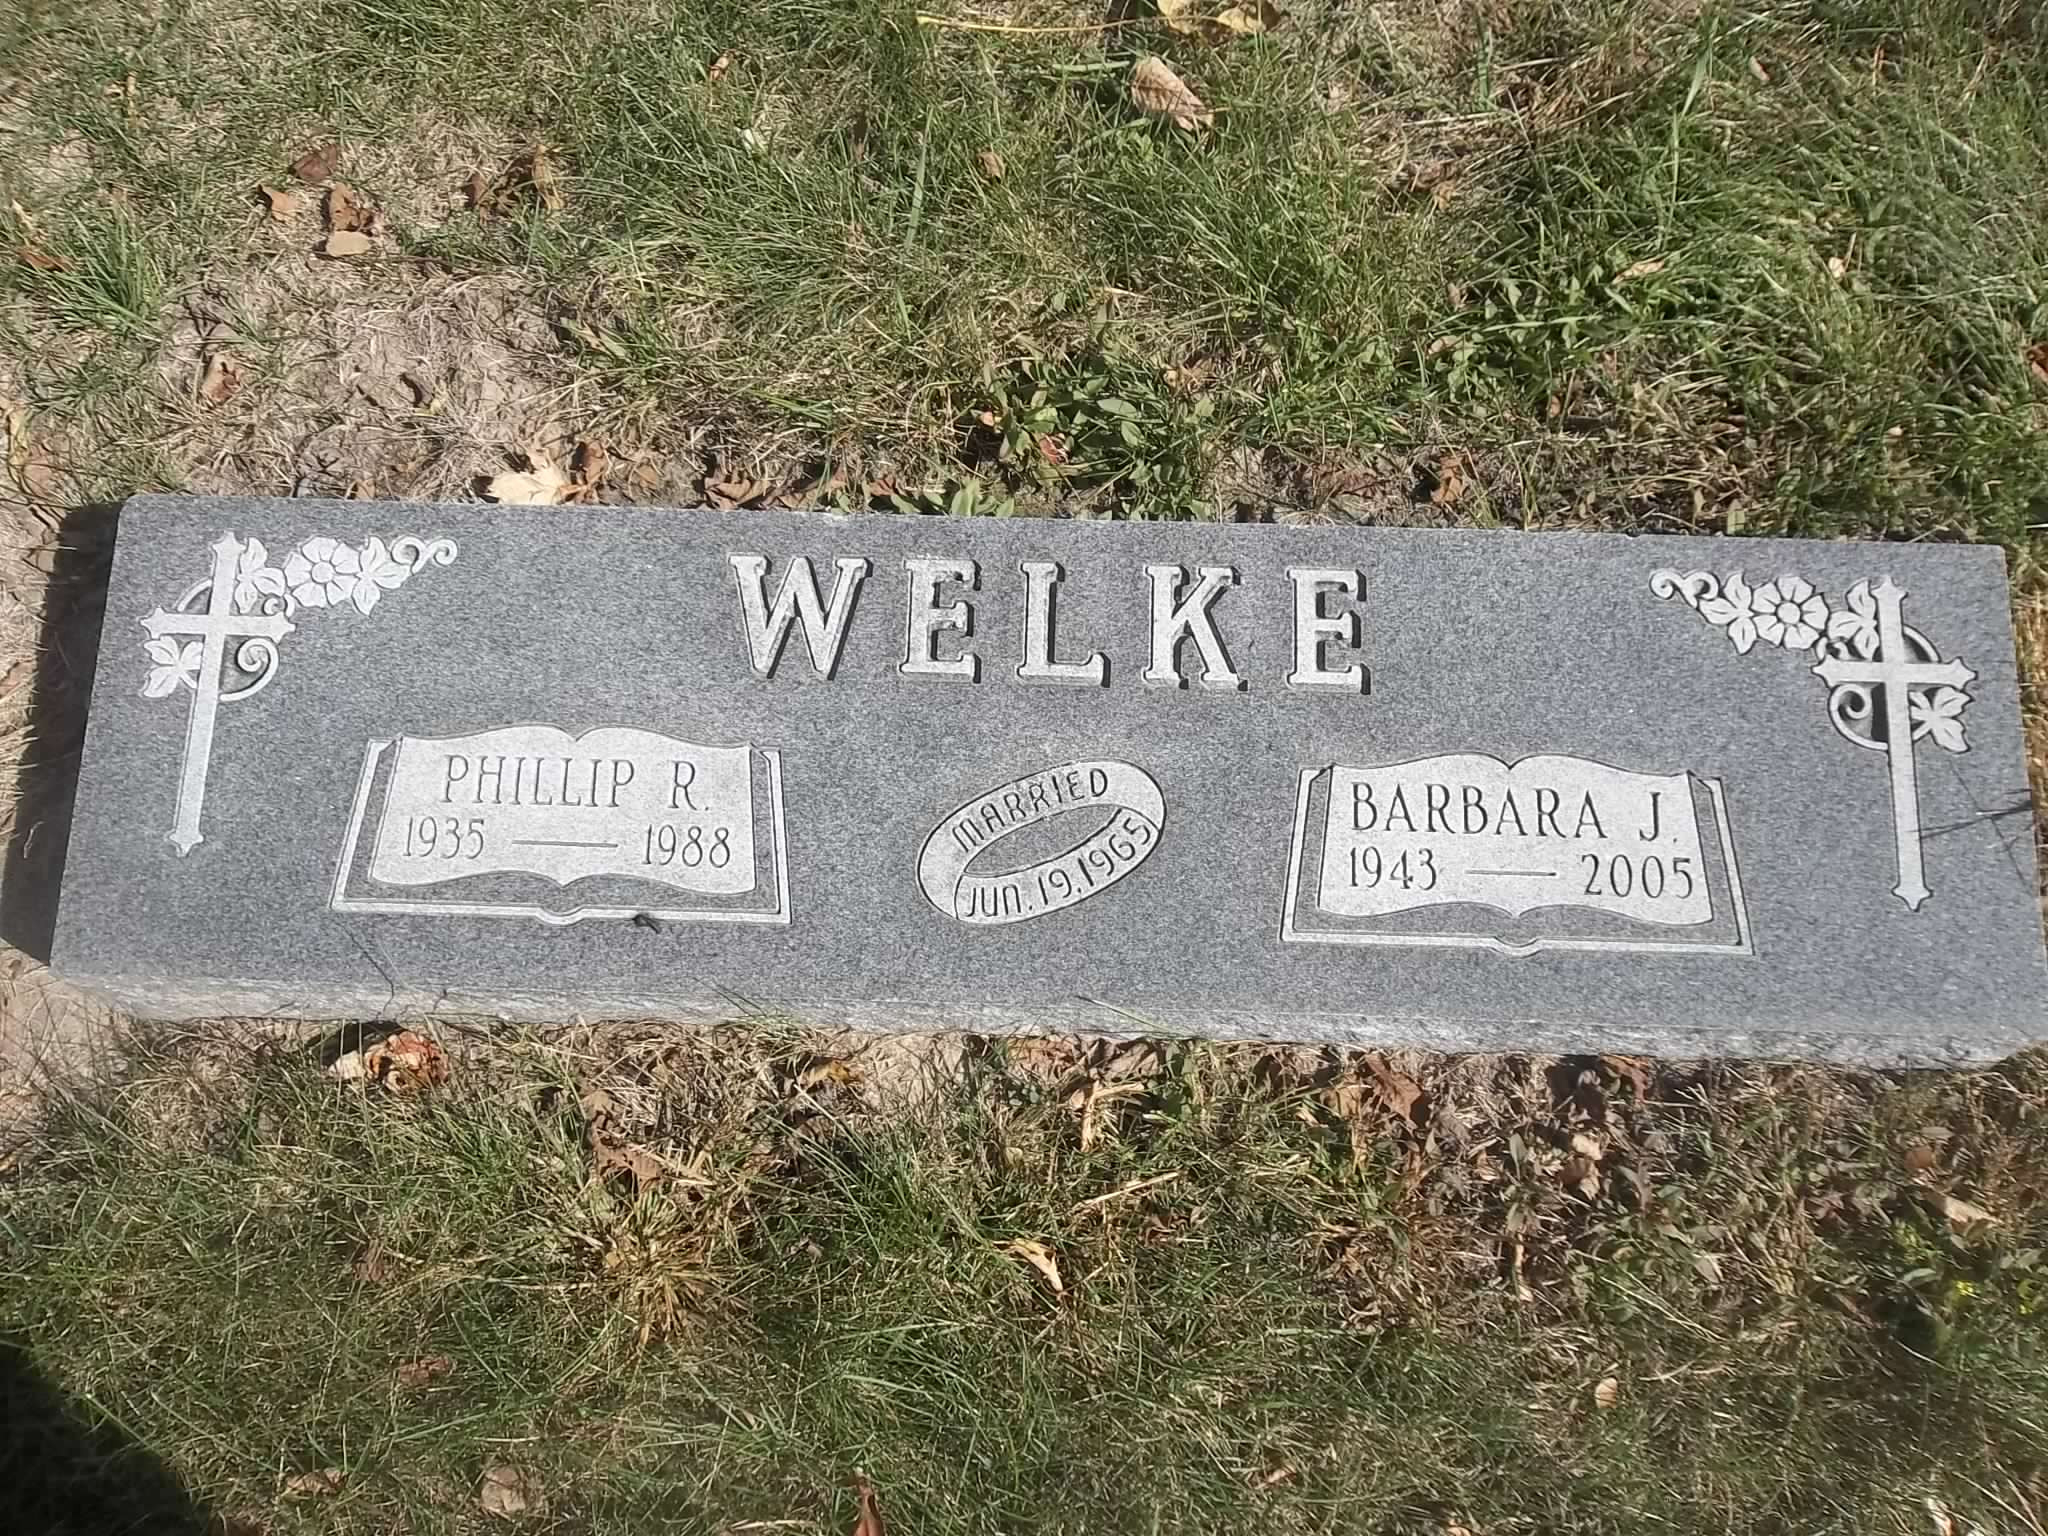 WELKE
PHILLIP R.
1935 — 1988
MARRIED
JUN. 19, 1965
BARBARA J.
1943 — 2005